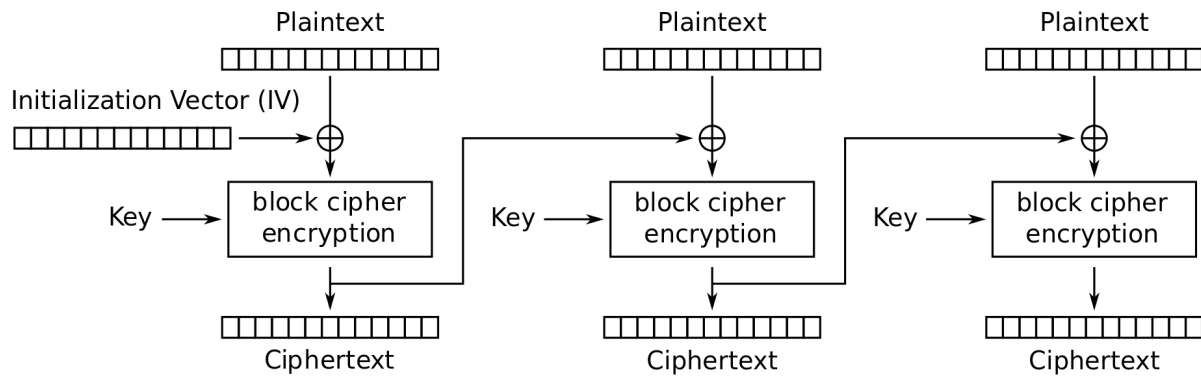 Plaintext
Plaintext
Plaintext
Initialization Vector (IV)
Key
block cipher
encryption
Key
block cipher
encryption
Key
block cipher
encryption
Ciphertext
Ciphertext
Ciphertext